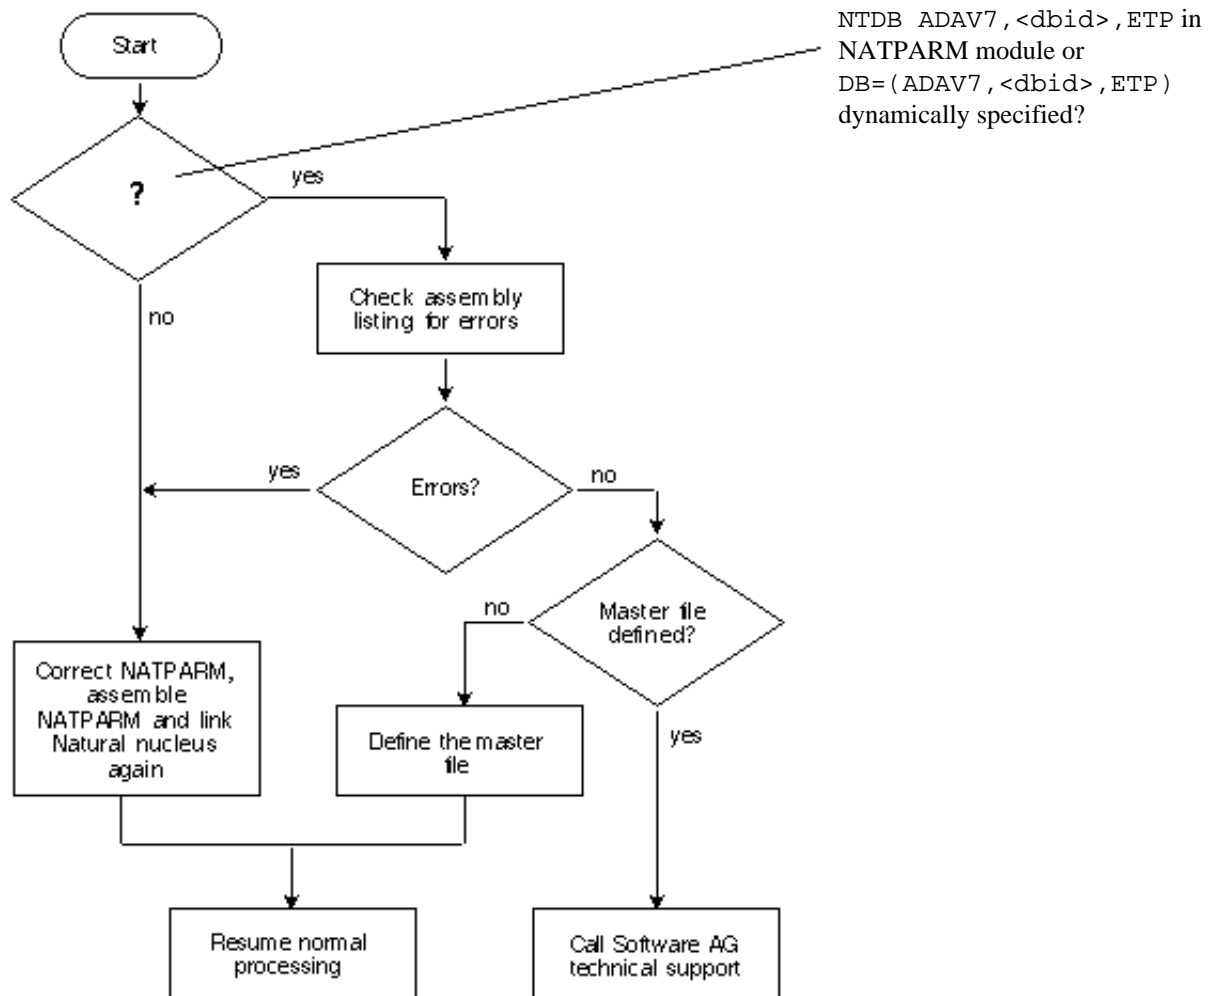 NTDB ADAV7,<dbid>,ETP in
NATPARM module or
DB=(ADAV7,<dbid>,ETP)
dynamically specified?
Start
?
yes
no
Check assembly
listing for errors
yes
Errors?
no
no
Master file
defined?
Correct NATPARM,
assemble
NATPARM and link
Natural nucleus
again
Define the master
file
yes
Resume normal
processing
Call Software AG
technical support